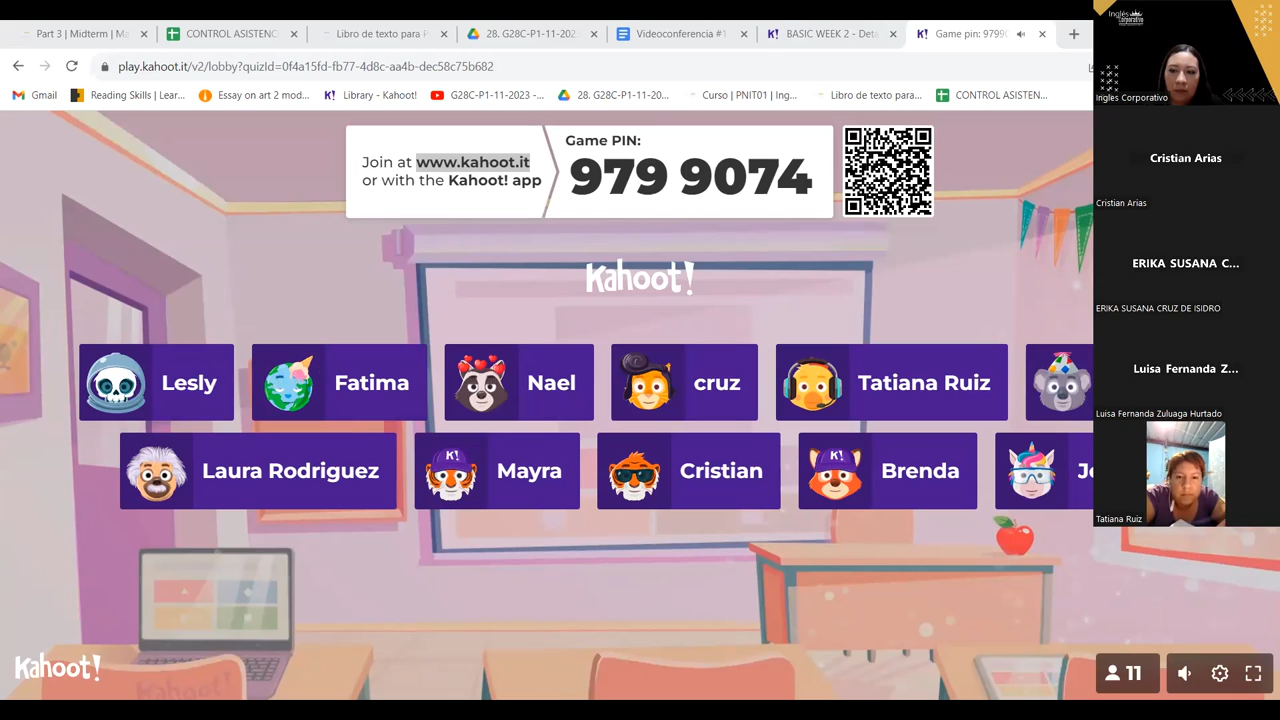 Part 3 | Midterm | Ma
CONTROL ASISTENC
Libro de texto para
28. G28C-P1-11-202
Videoconferencia #1
BASIC WEEK 2 - Deta
Game pin: 9799
play.kahoot.it/v2/lobby?quizId=0f4a15fd-fb77-4d8c-aa4b-dec58c75b682
Gmail
Reading Skills | Lear...
Essay on art 2 mod...
Library - Kahoot
G28C-P1-11-2023 -...
28. G28C-P1-11-20...
Curso | PNIT01 | Ing...
Libro de texto para...
CONTROL ASISTEN...
Join at www.kahoot.it
or with the Kahoot! app
Game PIN:
979 9074
Kahoot!
Lesly
Fatima
Nael
cruz
Tatiana Ruiz
Laura Rodriguez
Mayra
Cristian
Brenda
Kahoot!
11
Inglés
Corporativo
Ingles Corporativo
Cristian Arias
Cristian Arias
ERIKA SUSANA C...
ERIKA SUSANA CRUZ DE ISIDRO
Luisa Fernanda Z...
Luisa Fernanda Zuluaga Hurtado
Tatiana Ruiz